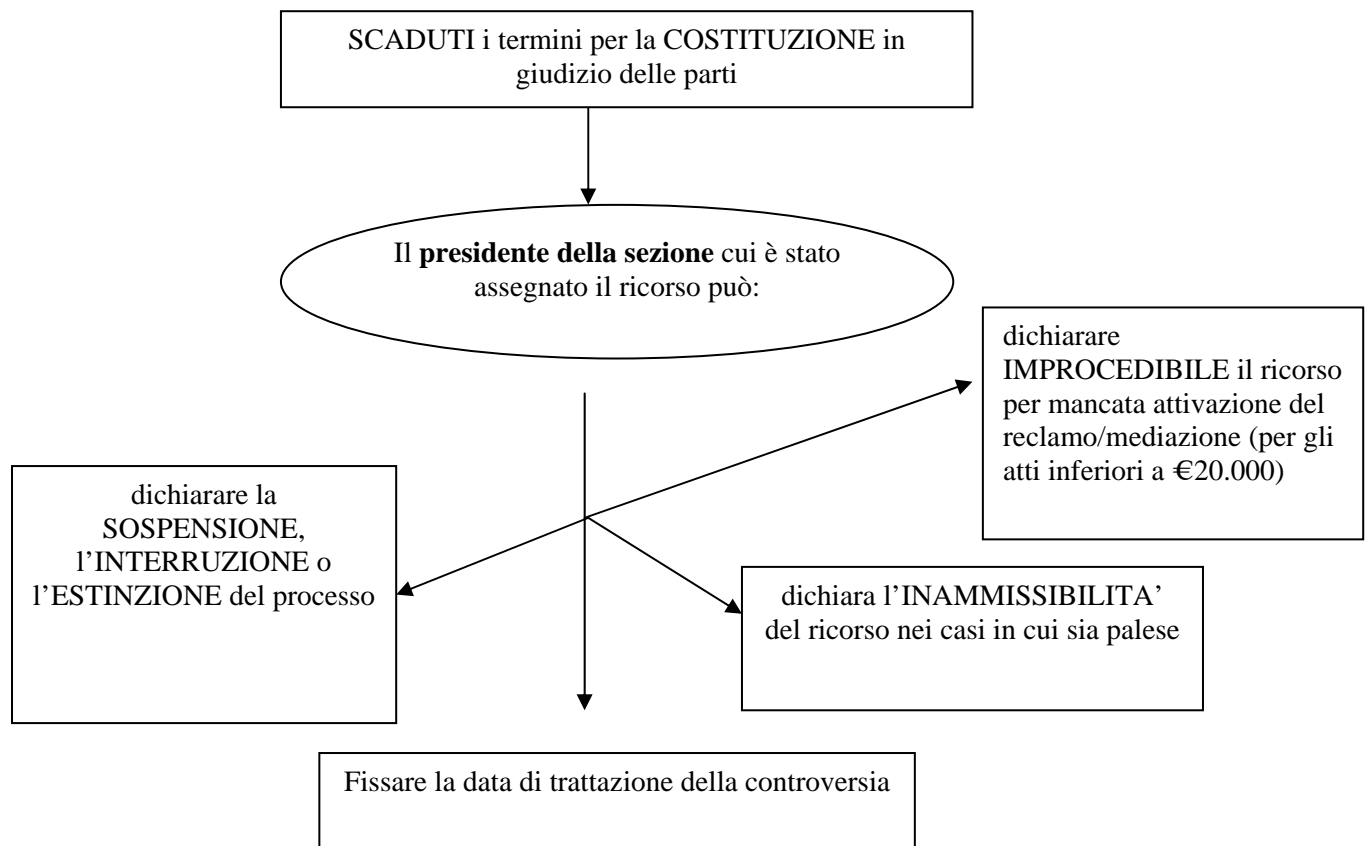 SCADUTI i termini per la COSTITUZIONE in
giudizio delle parti
Il presidente della sezione cui è stato
assegnato il ricorso può:
dichiarare
IMPROCEDIBILE il ricorso
per mancata attivazione del
reclamo/mediazione (per gli
atti inferiori a €20.000)
dichiarare la
SOSPENSIONE,
l’INTERRUZIONE o
l’ESTINZIONE del processo
dichiara l’INAMMISSIBILITA’
del ricorso nei casi in cui sia palese
Fissare la data di trattazione della controversia